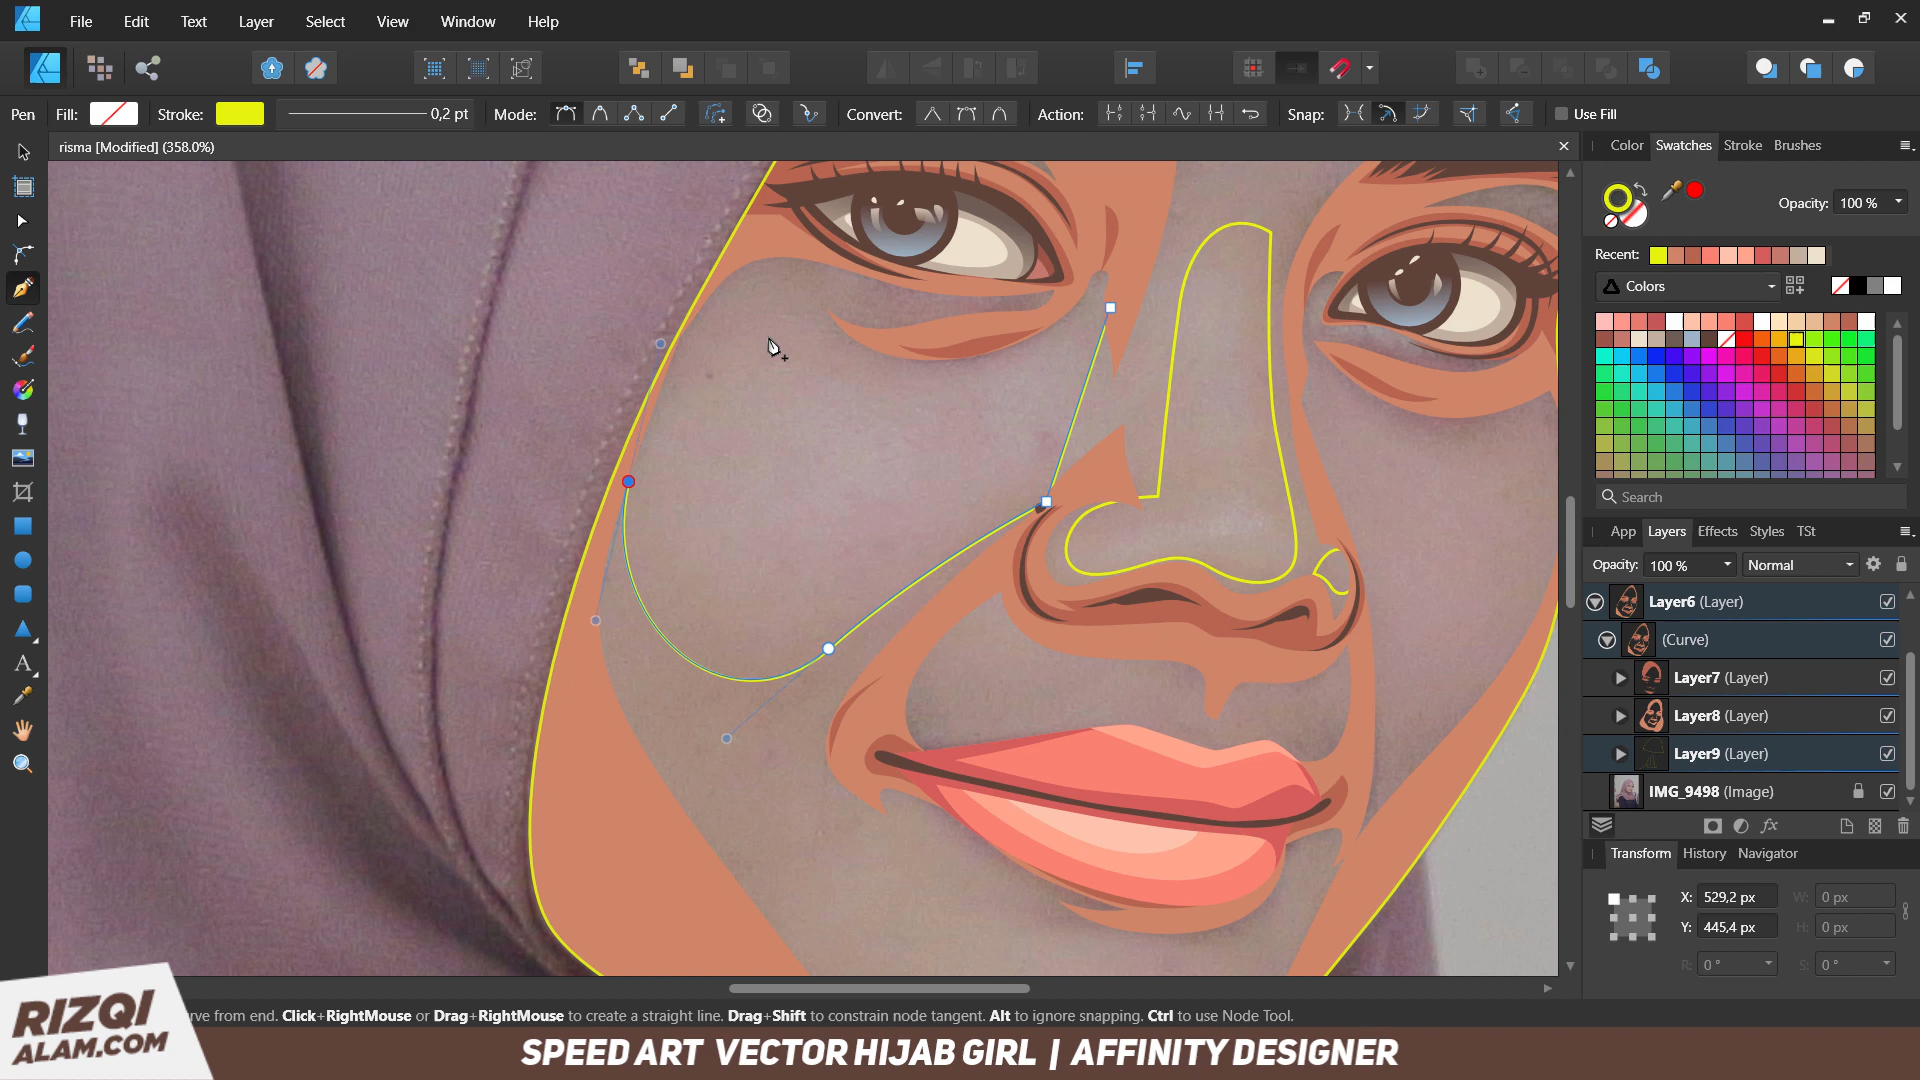 File Edit Text Layer Select View Window Help
Pen Fill: Stroke: 0,2 pt Mode: Convert: Action: Snap: Use Fill
risma [Modified] (358.0%)
Color Swatches Stroke Brushes
Opacity: 100 %
Recent:
Colors
Search
App Layers Effects Styles TSt
Opacity: 100 % Normal
Layer6 (Layer)
(Curve)
Layer7 (Layer)
Layer8 (Layer)
Layer9 (Layer)
IMG_9498 (Image)
fx
Transform History Navigator
X: 529,2 px W: 0 px
Y: 445,4 px H: 0 px
R: 0 ° S: 0 °
rve from end. Click+RightMouse or Drag+RightMouse to create a straight line. Drag+Shift to constrain node tangent. Alt to ignore snapping. Ctrl to use Node Tool.
RIZQI
ALAM.COM
SPEED ART VECTOR HIJAB GIRL | AFFINITY DESIGNER